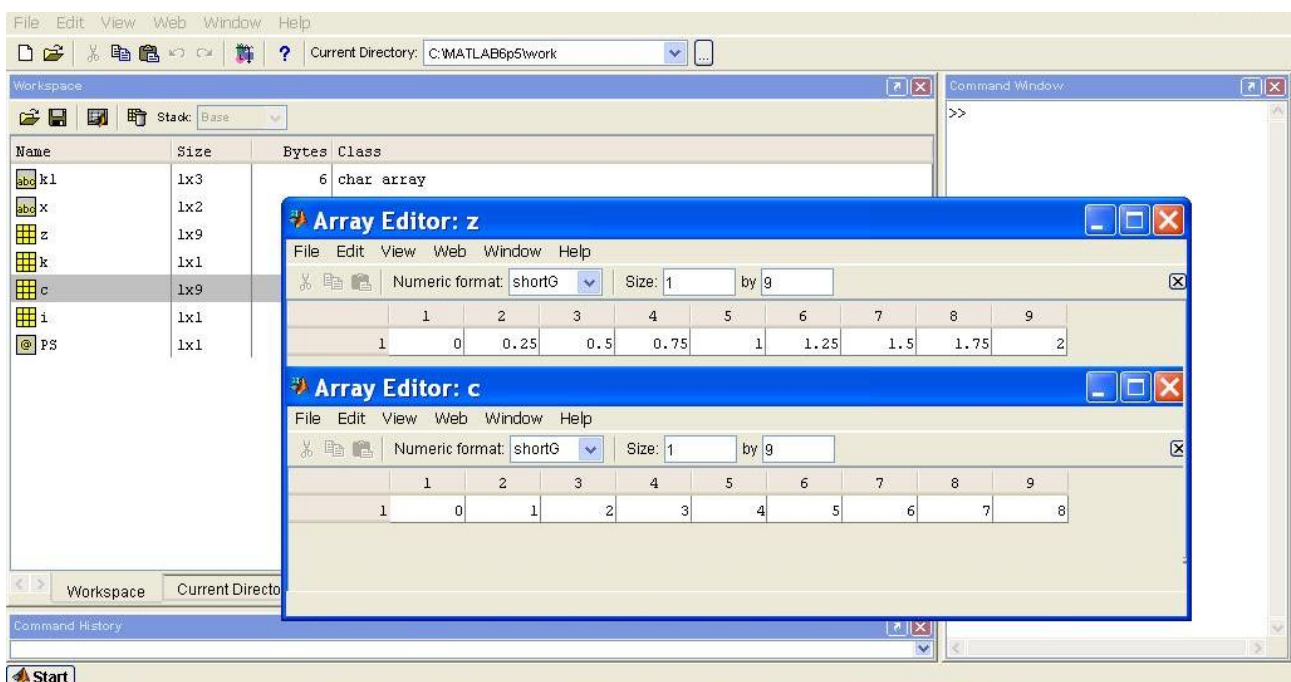 File Edit View Web Window Help
Current Directory: C:\MATLAB6p5\work
Workspace
Command Window
Stack: Base
>>
Name Size Bytes Class
abc k1 1x3 6 char array
abc x 1x2
z 1x9
k 1x1
c 1x9
i 1x1
@ PS 1x1
Array Editor: z
File Edit View Web Window Help
Numeric format: shortG Size: 1 by 9
1 2 3 4 5 6 7 8 9
1 0 0.25 0.5 0.75 1 1.25 1.5 1.75 2
Array Editor: c
File Edit View Web Window Help
Numeric format: shortG Size: 1 by 9
1 2 3 4 5 6 7 8 9
1 0 1 2 3 4 5 6 7 8
Workspace Current Directo
Command History
Start